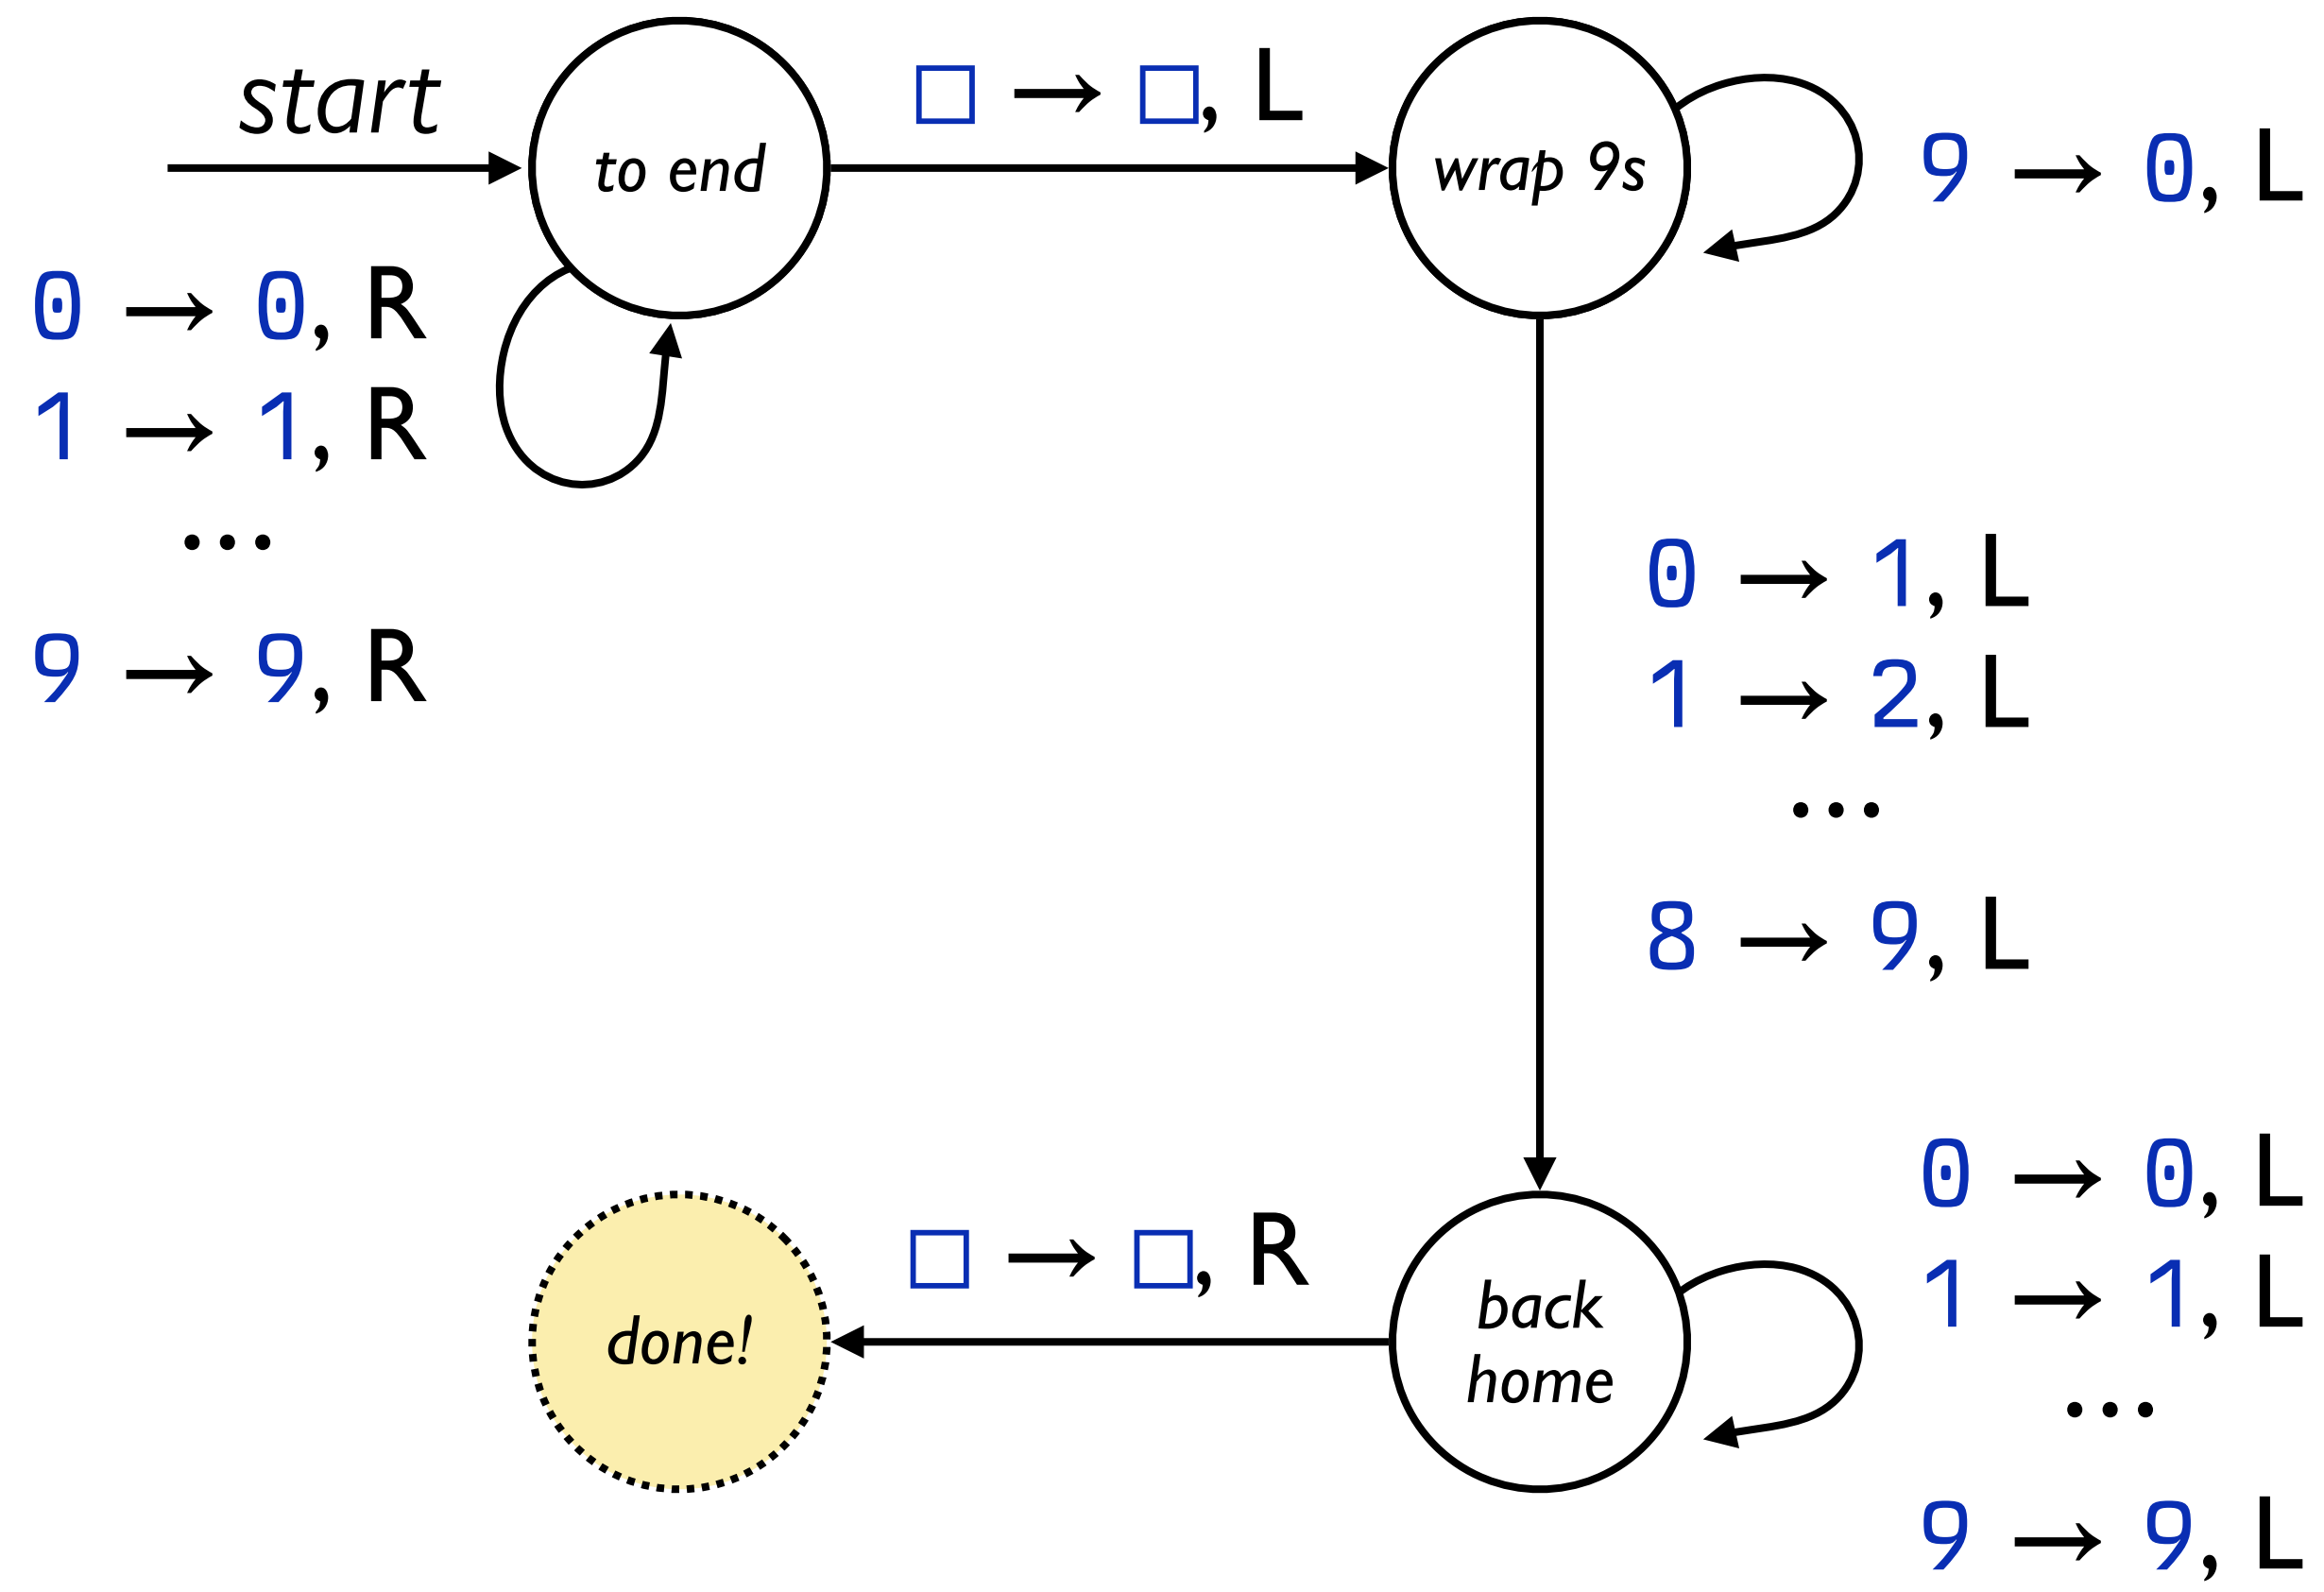 start
to end
□ → □, L
wrap 9s
9 → 0, L
0 → 0, R
1 → 1, R
...
9 → 9, R
0 → 1, L
1 → 2, L
...
8 → 9, L
done!
□ → □, R
back
home
0 → 0, L
1 → 1, L
...
9 → 9, L